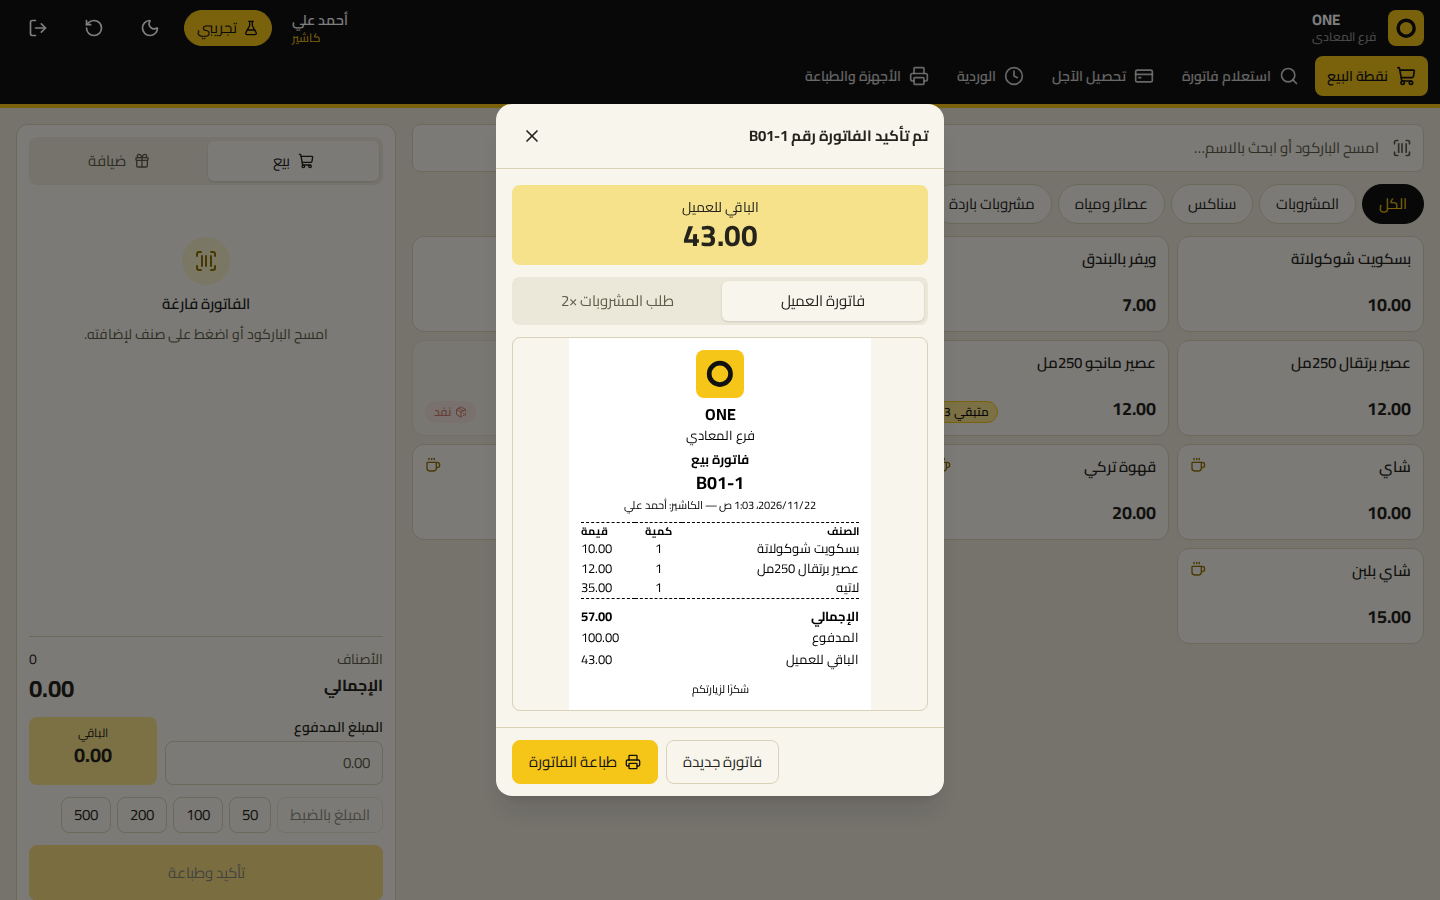 ONE
فرع المعادي
أحمد علي
كاشير
تجريبي
نقطة البيع
استعلام فاتورة
تحصيل الآجل
الوردية
الأجهزة والطباعة
امسح الباركود أو ابحث بالاسم...
الكل
المشروبات
سناكس
عصائر ومياه
مشروبات باردة
بسكويت شوكولاتة
10.00
ويفر بالبندق
7.00
عصير برتقال 250مل
12.00
عصير مانجو 250مل
12.00
متبقي 3
نفد
شاي
10.00
قهوة تركي
20.00
شاي بلبن
15.00
بيع
ضيافة
الفاتورة فارغة
امسح الباركود أو اضغط على صنف لإضافته.
الأصناف
0
الإجمالي
0.00
المبلغ المدفوع
0.00
الباقي
0.00
المبلغ بالضبط
50
100
200
500
تأكيد وطباعة
تم تأكيد الفاتورة رقم B01-1
الباقي للعميل
43.00
فاتورة العميل
طلب المشروبات ×2
ONE
فرع المعادي
فاتورة بيع
B01-1
2026/11/22، 1:03 ص — الكاشير: أحمد علي
الصنف كمية قيمة
بسكويت شوكولاتة 1 10.00
عصير برتقال 250مل 1 12.00
لاتيه 1 35.00
الإجمالي 57.00
المدفوع 100.00
الباقي للعميل 43.00
شكرًا لزيارتكم
فاتورة جديدة
طباعة الفاتورة